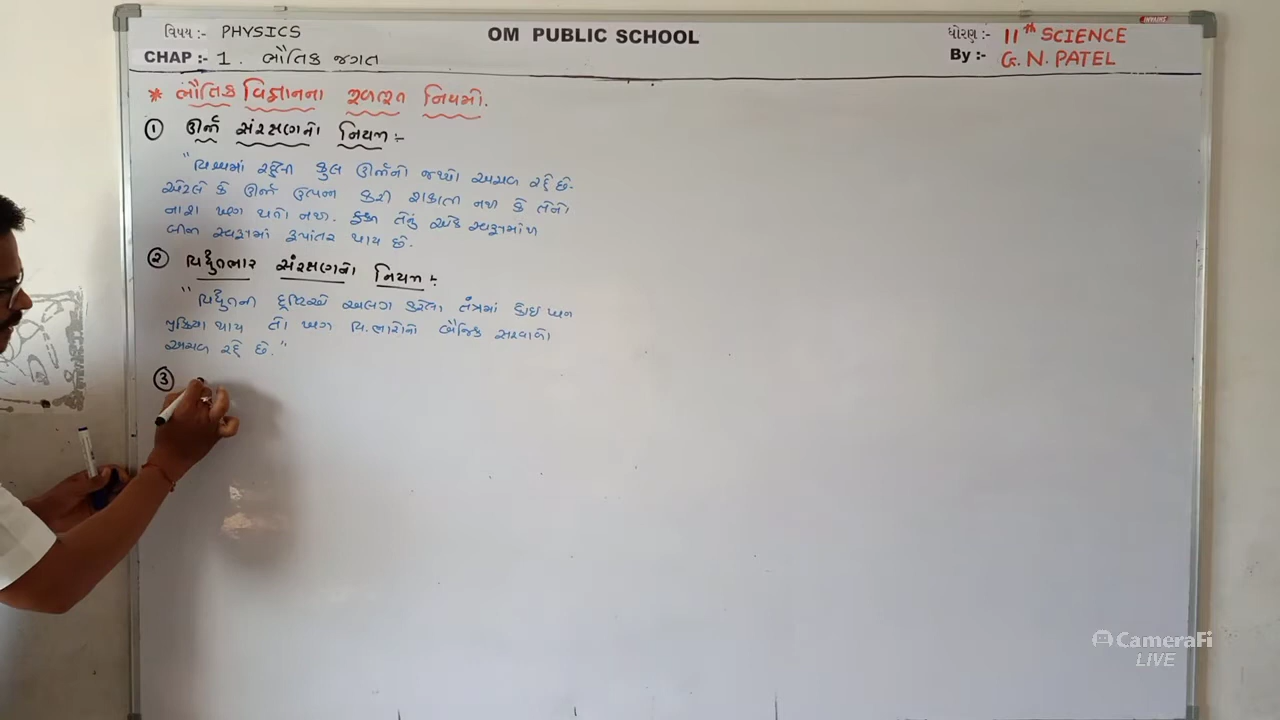 વિષય:- PHYSICS
OM PUBLIC SCHOOL
ધોરણ:- 11th SCIENCE
CHAP :- 1. ભૌતિક જગત
By :- G. N. PATEL
* ભૌતિક વિજ્ઞાનના મૂળભૂત નિયમો.
① ઊર્જા સંરક્ષણનો નિયમ :-
"વિશ્વમાં રહેલી કુલ ઊર્જાનો જથ્થો અચળ રહે છે.
એટલે કે ઊર્જા ઉત્પન્ન કરી શકાતી નથી કે તેનો
નાશ પણ થતો નથી. ફક્ત તેનું એક સ્વરૂપમાંથી
બીજા સ્વરૂપમાં રૂપાંતર થાય છે.
② વિદ્યુતભાર સંરક્ષણનો નિયમ :-
"વિદ્યુતની દૃષ્ટિએ અલગ કરેલા તંત્રમાં કોઇ પણ
પ્રક્રિયા થાય તો પણ વિ.ભારોનો બૈજિક સરવાળો
અચળ રહે છે."
③
CameraFi
LIVE